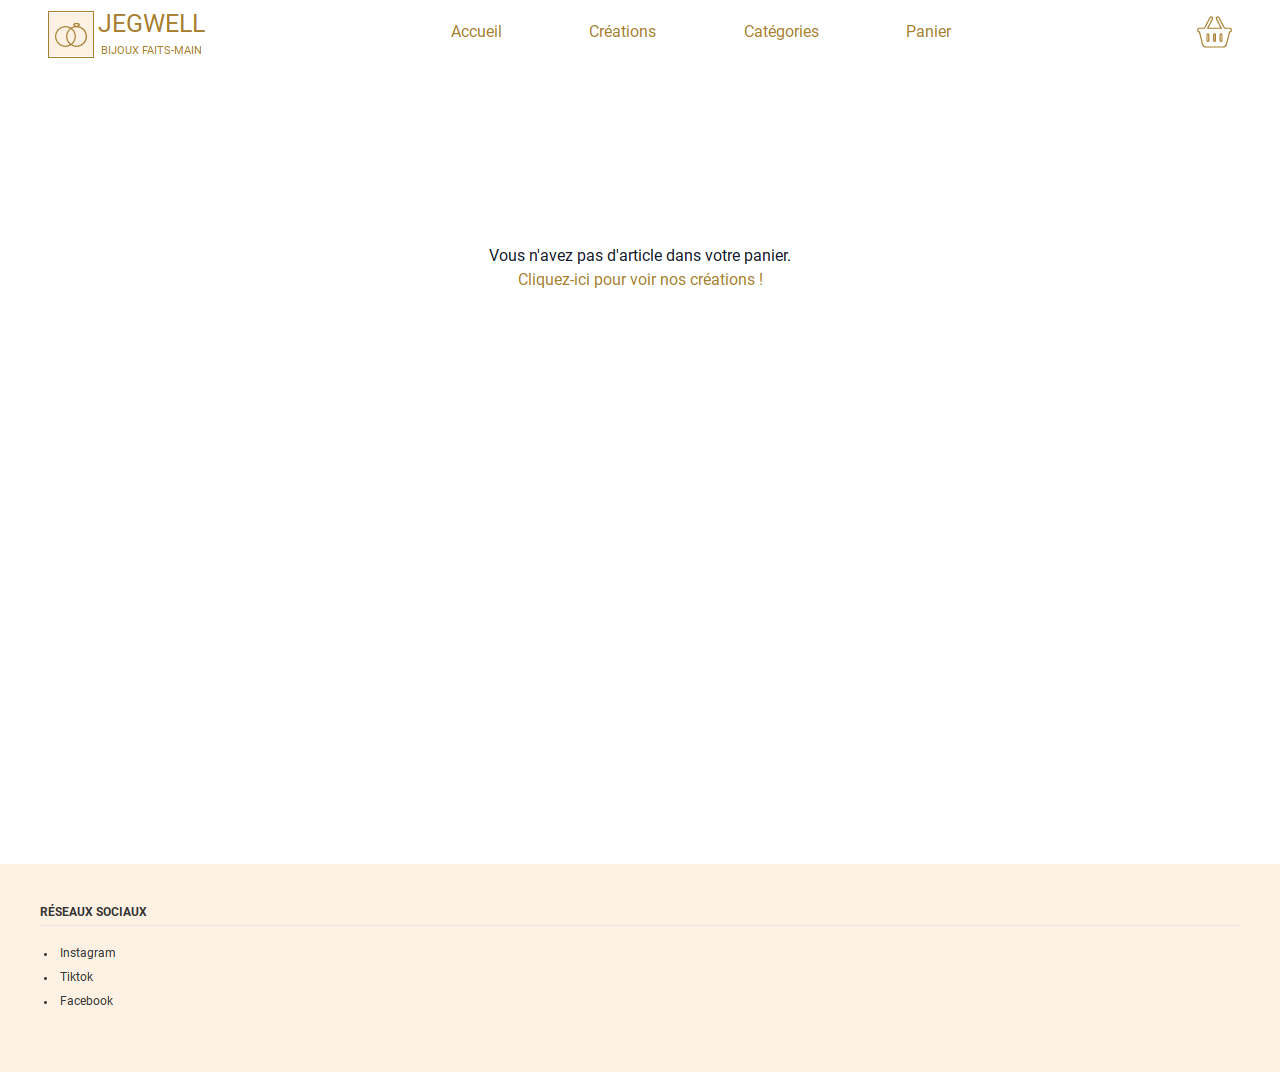 JEGWELL
BIJOUX FAITS-MAIN
Accueil
Créations
Catégories
Panier
Vous n'avez pas d'article dans votre panier.
Cliquez-ici pour voir nos créations !
RÉSEAUX SOCIAUX
Instagram
Tiktok
Facebook